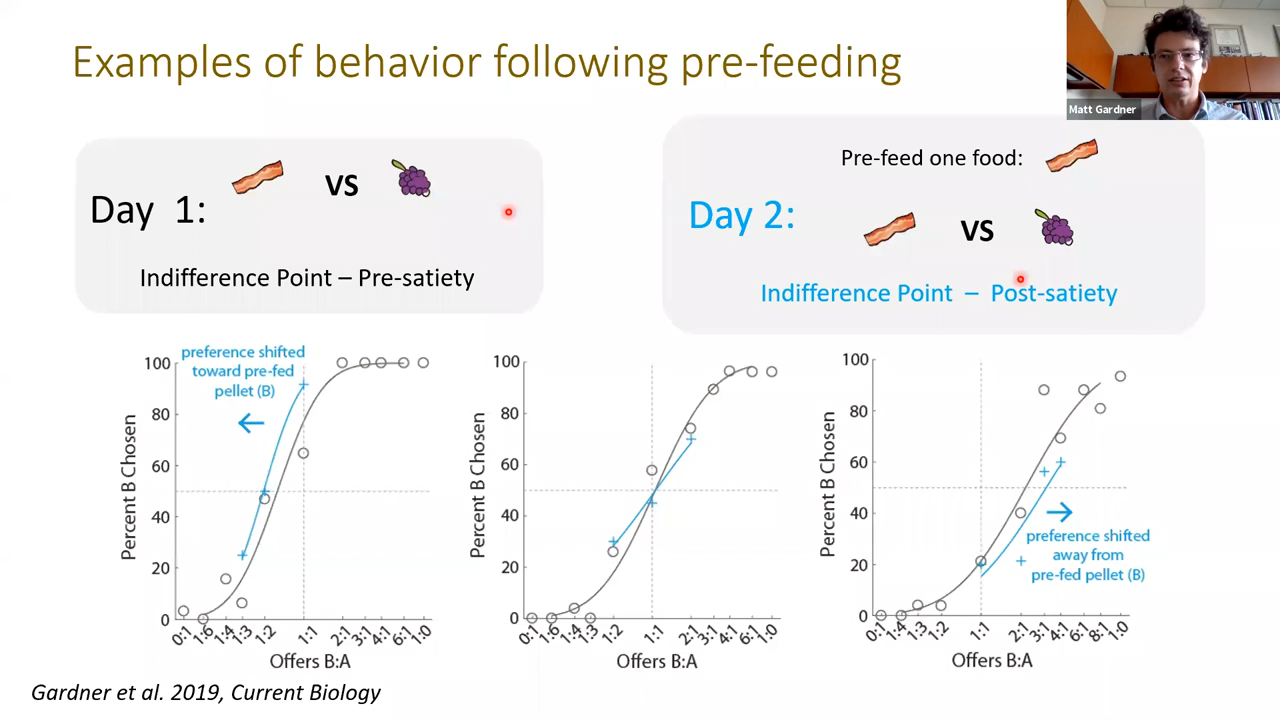 Examples of behavior following pre-feeding
Matt Gardner
Day 1:
VS
Indifference Point – Pre-satiety
Pre-feed one food:
Day 2:
VS
Indifference Point – Post-satiety
preference shifted
toward pre-fed
pellet (B)
Percent B Chosen
100
80
60
40
20
0
0:1 1:6 1:4 1:3 1:2 1:1 2:1 3:1 4:1 6:1 1:0
Offers B:A
Percent B Chosen
100
80
60
40
20
0
0:1 1:6 1:4 1:3 1:2 1:1 2:1 3:1 4:1 6:1 1:0
Offers B:A
Percent B Chosen
100
80
60
40
20
0
0:1 1:4 1:3 1:2 1:1 2:1 3:1 4:1 6:1 8:1 1:0
Offers B:A
preference shifted
away from
pre-fed pellet (B)
Gardner et al. 2019, Current Biology